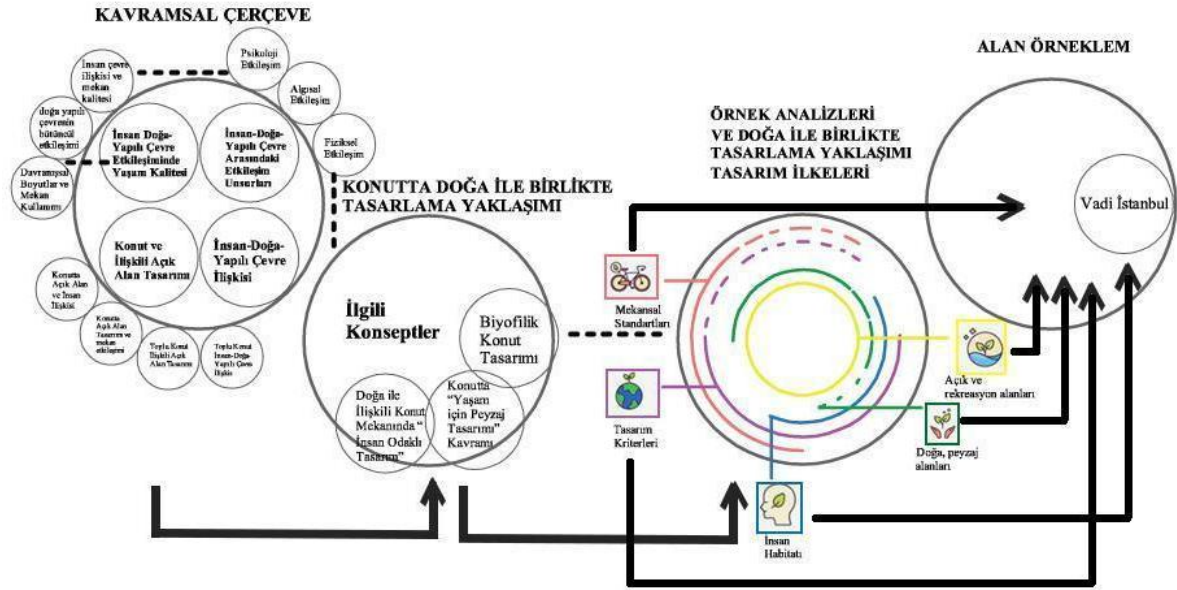 KAVRAMSAL ÇERÇEVE
İnsan çevre
ilişkisi ve
mekan
kalitesi
Psikoloji
Etkileşim
Algısal
Etkileşim
Fiziksel
Etkileşim
doğa yapılı
çevrenin
bütüncül
etkileşimi
Davranışsal
Boyutlar ve
Mekan
Kullanımı
İnsan Doğa-
Yapılı Çevre
Etkileşiminde
Yaşam Kalitesi
İnsan-Doğa-
Yapılı Çevre
Arasındaki
Etkileşim
Unsurları
Konut ve
İlişkili Açık
Alan Tasarımı
İnsan-Doğa-
Yapılı Çevre
İlişkisi
Konutta
Açık Alan
ve İnsan
İlişkisi
Konutta
Açık Alan
Tasarımı ve
mekan
etkileşimi
Toplu Konut
İlişkili Açık
Alan Tasarımı
Toplu Konut
İnsan-Doğa-
Yapılı Çevre
KONUTTA DOĞA İLE BİRLİKTE
TASARLAMA YAKLAŞIMI
İlgili
Konseptler
Biyofilik
Konut
Tasarımı
Doğa ile
İlişkili Konut
Mekanında "
İnsan Odaklı
Tasarım"
Konutta
"Yaşam
için Peyzaj
Tasarımı"
Kavramı
ÖRNEK ANALİZLERİ
VE DOĞA İLE BİRLİKTE
TASARLAMA YAKLAŞIMI
TASARIM İLKELERİ
Mekansal
Standartları
Tasarım
Kriterleri
İnsan
Habitatı
Açık ve
rekreasyon alanları
Doğa, peyzaj
alanları
ALAN ÖRNEKLEM
Vadi İstanbul